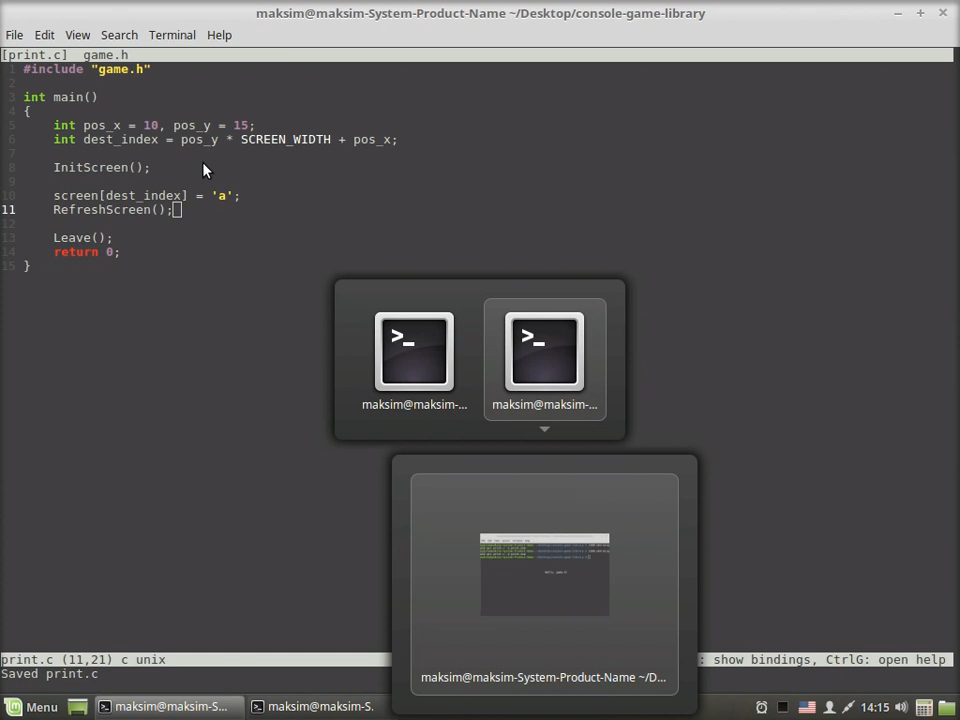 maksim@maksim-System-Product-Name ~/Desktop/console-game-library
File Edit View Search Terminal Help
[print.c] game.h
1 #include "game.h"
2
3 int main()
4 {
5 int pos_x = 10, pos_y = 15;
6 int dest_index = pos_y * SCREEN_WIDTH + pos_x;
7
8 InitScreen();
9
10 screen[dest_index] = 'a';
11 RefreshScreen();
12
13 Leave();
14 return 0;
15 }
>_ >_
maksim@maksim-... maksim@maksim-...
maksim@maksim-System-Product-Name ~/D...
print.c (11,21) c unix : show bindings, CtrlG: open help
Saved print.c
Menu maksim@maksim-S... maksim@maksim-S. 14:15